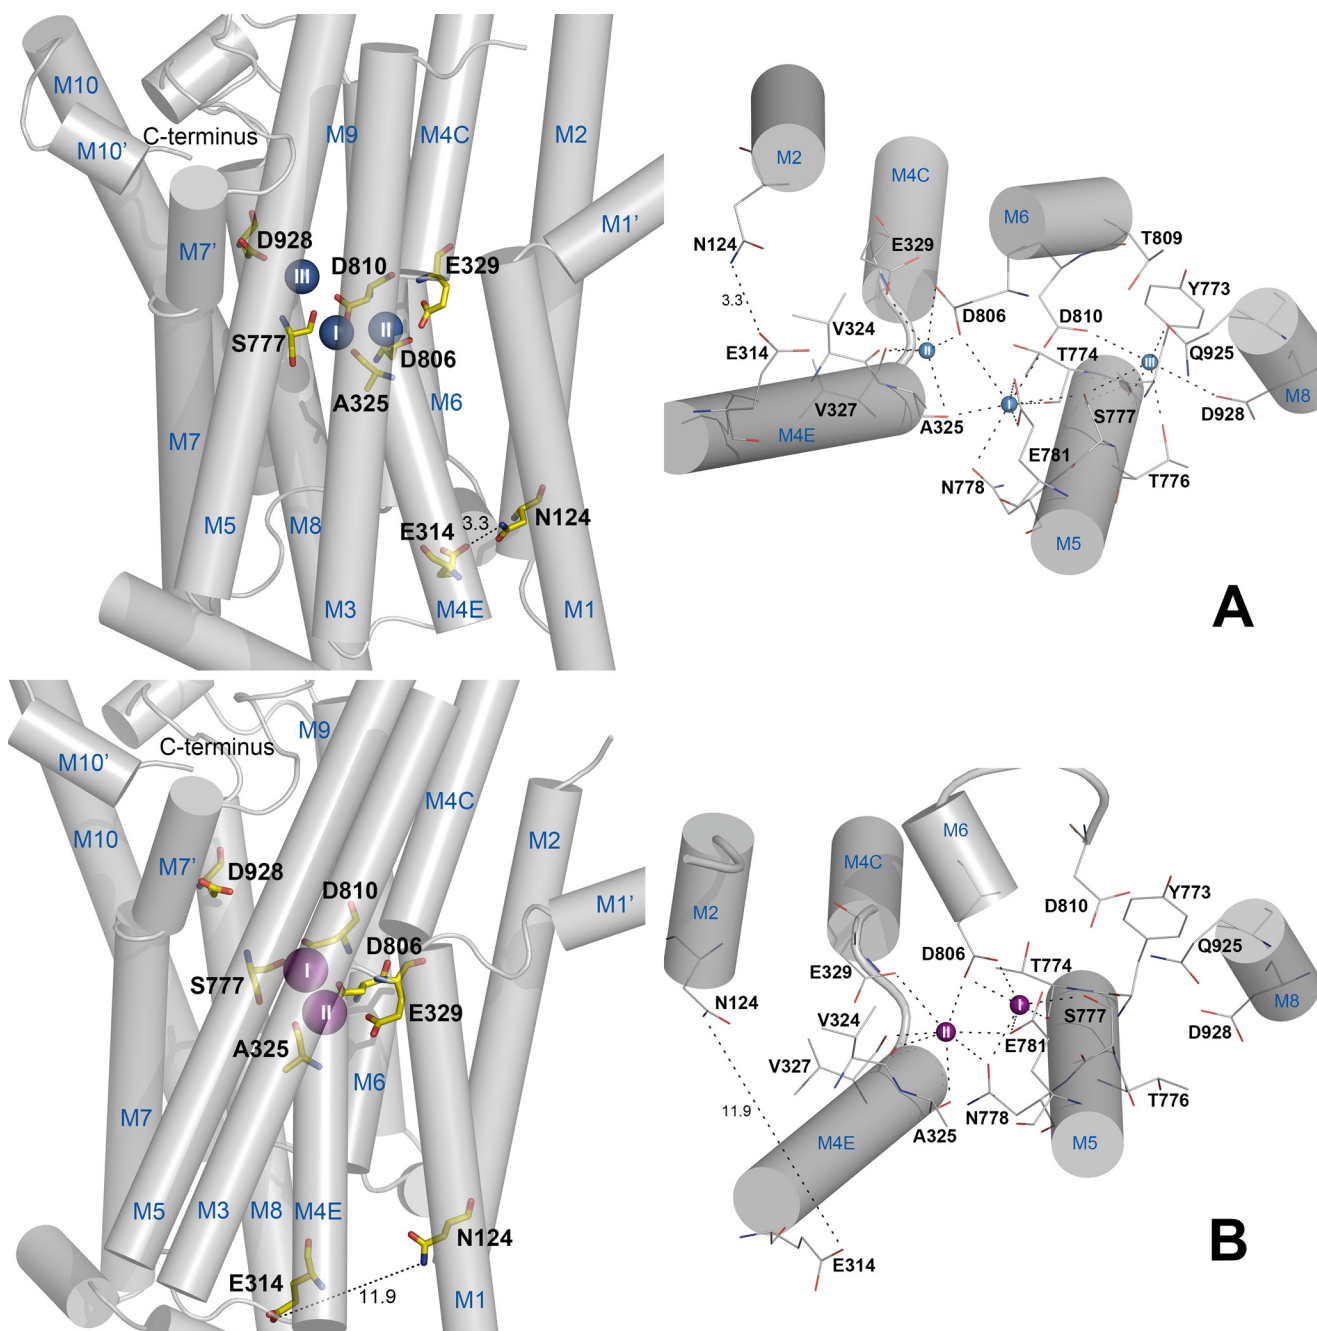 M10
C-terminus
M10’
M9
M4C
M2
M1’
M7’
D928
III
D810
E329
S777
I
II
D806
A325
M6
M7
M5
M8
E314
3.3
N124
M3
M4E
M1
M2
M4C
M6
N124
E329
T809
Y773
3.3
D806
D810
V324
E314
II
T774
III
Q925
V327
I
S777
M8
A325
D928
M4E
E781
N778
T776
M5
A
M9
C-terminus
M10’
M4C
M10
M2
M7’
D928
D810
M1’
D806
S777
I
II
E329
A325
M6
M7
M5
M3
M8
M4E
N124
E314
11.9
M1
M6
M4C
M2
Y773
D810
D806
Q925
E329
T774
N124
I
M8
V324
II
S777
D928
E781
V327
T776
11.9
N778
A325
M4E
M5
E314
B